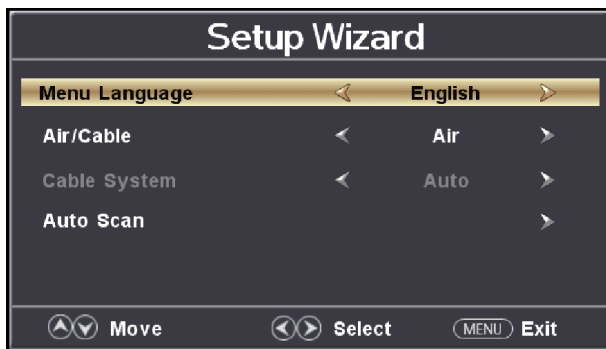 Setup Wizard
Menu Language English
Air/Cable Air
Cable System Auto
Auto Scan
Move Select MENU Exit